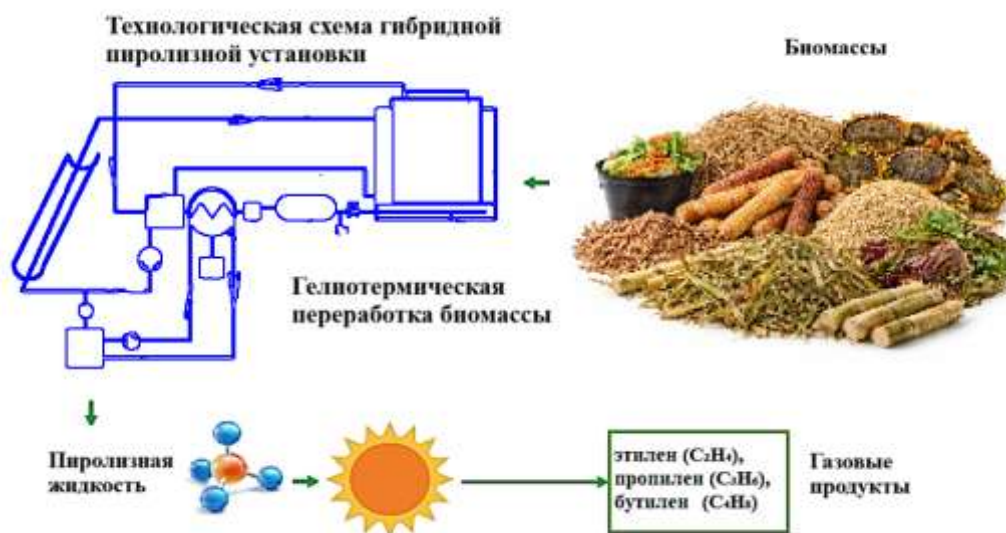 Технологическая схема гибридной
пиролизной установки
Биомассы
Гелиотермическая
переработка биомассы
Пиролизная
жидкость
этилен (C₂H₄),
пропилен (C₃H₆),
бутилен (C₄H₈)
Газовые
продукты